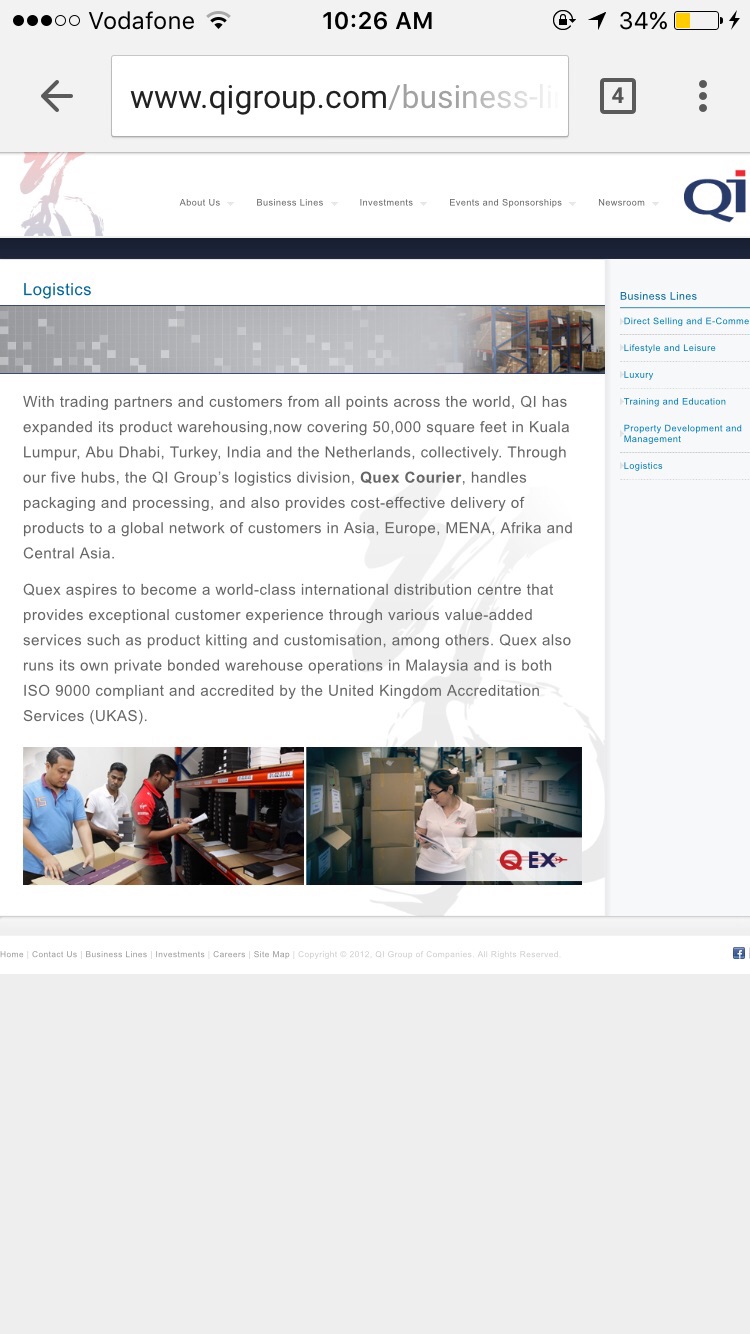 Vodafone 10:26 AM 34%
www.qigroup.com/business-li
4
About Us Business Lines Investments Events and Sponsorships Newsroom
Qi
Logistics
With trading partners and customers from all points across the world, QI has
expanded its product warehousing,now covering 50,000 square feet in Kuala
Lumpur, Abu Dhabi, Turkey, India and the Netherlands, collectively. Through
our five hubs, the QI Group's logistics division, Quex Courier, handles
packaging and processing, and also provides cost-effective delivery of
products to a global network of customers in Asia, Europe, MENA, Afrika and
Central Asia.
Quex aspires to become a world-class international distribution centre that
provides exceptional customer experience through various value-added
services such as product kitting and customisation, among others. Quex also
runs its own private bonded warehouse operations in Malaysia and is both
ISO 9000 compliant and accredited by the United Kingdom Accreditation
Services (UKAS).
Q EX
Business Lines
Direct Selling and E-Comme
Lifestyle and Leisure
Luxury
Training and Education
Property Development and
Management
Logistics
Home | Contact Us | Business Lines | Investments | Careers | Site Map | Copyright © 2012, QI Group of Companies. All Rights Reserved.